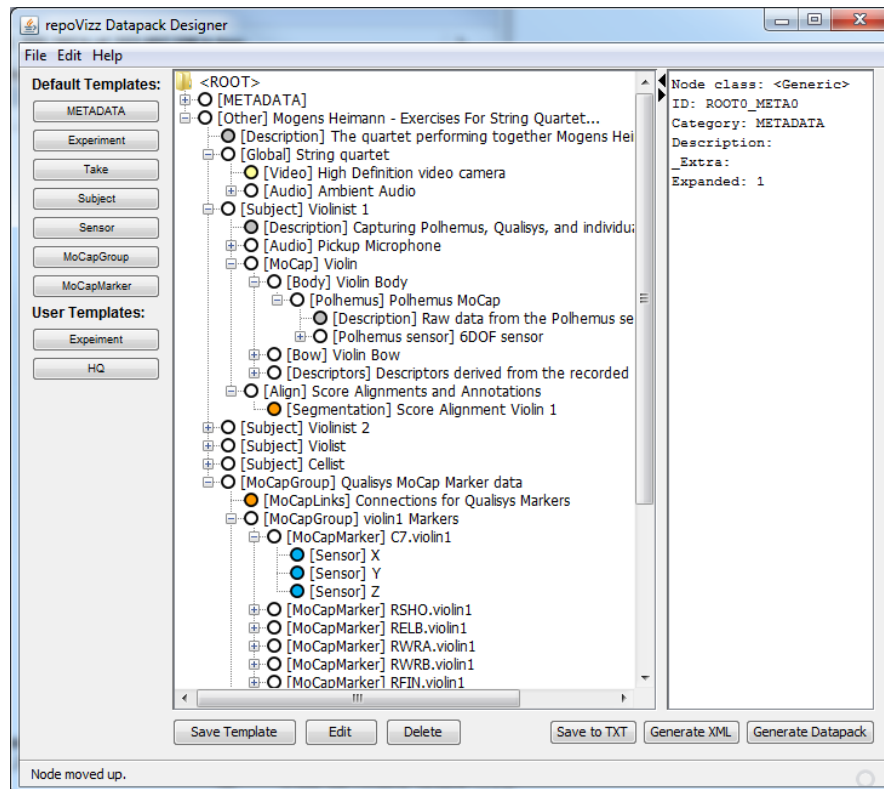 repoVizz Datapack Designer
File Edit Help
Default Templates:
METADATA
Experiment
Take
Subject
Sensor
MoCapGroup
MoCapMarker
User Templates:
Expeiment
HQ
<ROOT>
[METADATA]
[Other] Mogens Heimann - Exercises For String Quartet...
[Description] The quartet performing together Mogens Hei
[Global] String quartet
[Video] High Definition video camera
[Audio] Ambient Audio
[Subject] Violinist 1
[Description] Capturing Polhemus, Qualisys, and individua
[Audio] Pickup Microphone
[MoCap] Violin
[Body] Violin Body
[Polhemus] Polhemus MoCap
[Description] Raw data from the Polhemus se
[Polhemus sensor] 6DOF sensor
[Bow] Violin Bow
[Descriptors] Descriptors derived from the recorded
[Align] Score Alignments and Annotations
[Segmentation] Score Alignment Violin 1
[Subject] Violinist 2
[Subject] Violist
[Subject] Cellist
[MoCapGroup] Qualisys MoCap Marker data
[MoCapLinks] Connections for Qualisys Markers
[MoCapGroup] violin1 Markers
[MoCapMarker] C7.violin1
[Sensor] X
[Sensor] Y
[Sensor] Z
[MoCapMarker] RSHO.violin1
[MoCapMarker] RELB.violin1
[MoCapMarker] RWRA.violin1
[MoCapMarker] RWRB.violin1
[MoCapMarker] RFIN.violin1
Node class: <Generic>
ID: ROOT0_META0
Category: METADATA
Description:
_Extra:
Expanded: 1
Save Template Edit Delete Save to TXT Generate XML Generate Datapack
Node moved up.